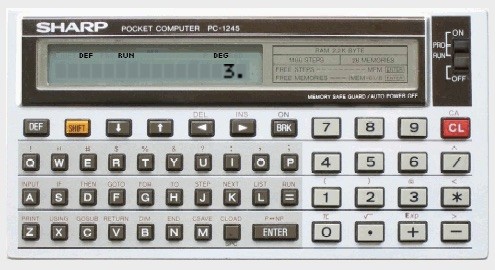 SHARP POCKET COMPUTER PC-1245
ON
PRO
RUN
OFF
DEF RUN DEG
3.
RAM 2.2K BYTE
MEMORIES
MEMORY SAFE GUARD / AUTO POWER OFF
DEL INS ON CA
DEF SHIFT ↓ ↑ ◄ ► BRK 7 8 9 CL
! " # $ % & ? : , ; ^
Q W E R T Y U I O P 4 5 6 /
INPUT IF THEN GOTO FOR TO STEP NEXT LIST RUN ( ) = <
A S D F G H J K L = 1 2 3 *
PRINT USING GOSUB RETURN DIM END CSAVE CLOAD P↔NP π √ Exp >
Z X C V B N M SPC ENTER 0 • + −